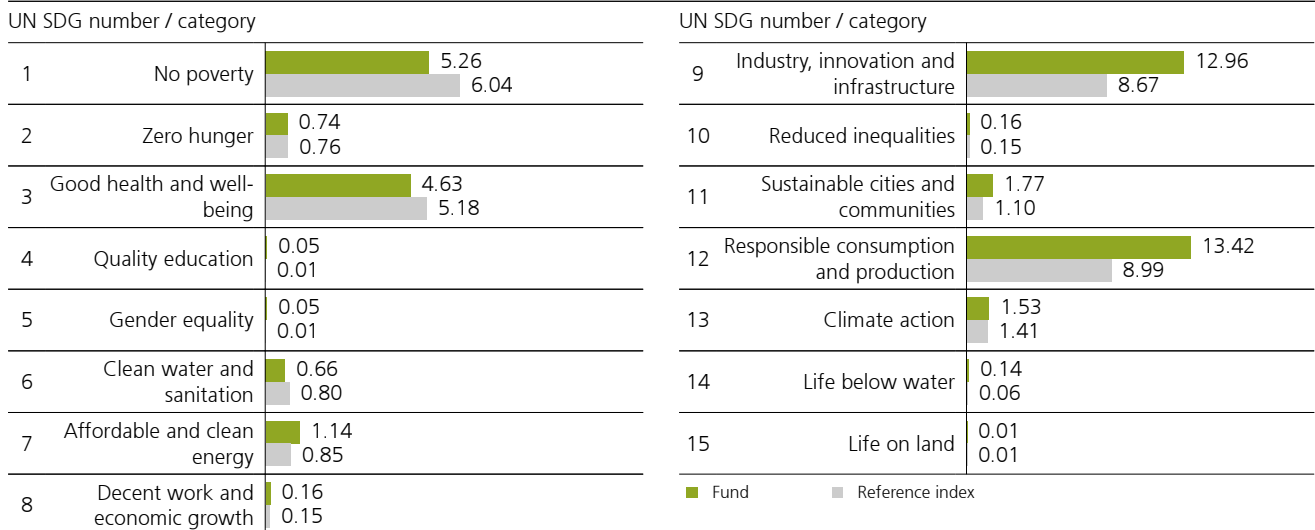 UN SDG number / category
1
No poverty
5.26
6.04
2
Zero hunger
0.74
0.76
3
Good health and well-
being
4.63
5.18
4
Quality education
0.05
0.01
5
Gender equality
0.05
0.01
6
Clean water and
sanitation
0.66
0.80
7
Affordable and clean
energy
1.14
0.85
8
Decent work and
economic growth
0.16
0.15
UN SDG number / category
9
Industry, innovation and
infrastructure
12.96
8.67
10
Reduced inequalities
0.16
0.15
11
Sustainable cities and
communities
1.77
1.10
12
Responsible consumption
and production
13.42
8.99
13
Climate action
1.53
1.41
14
Life below water
0.14
0.06
15
Life on land
0.01
0.01
Fund
Reference index